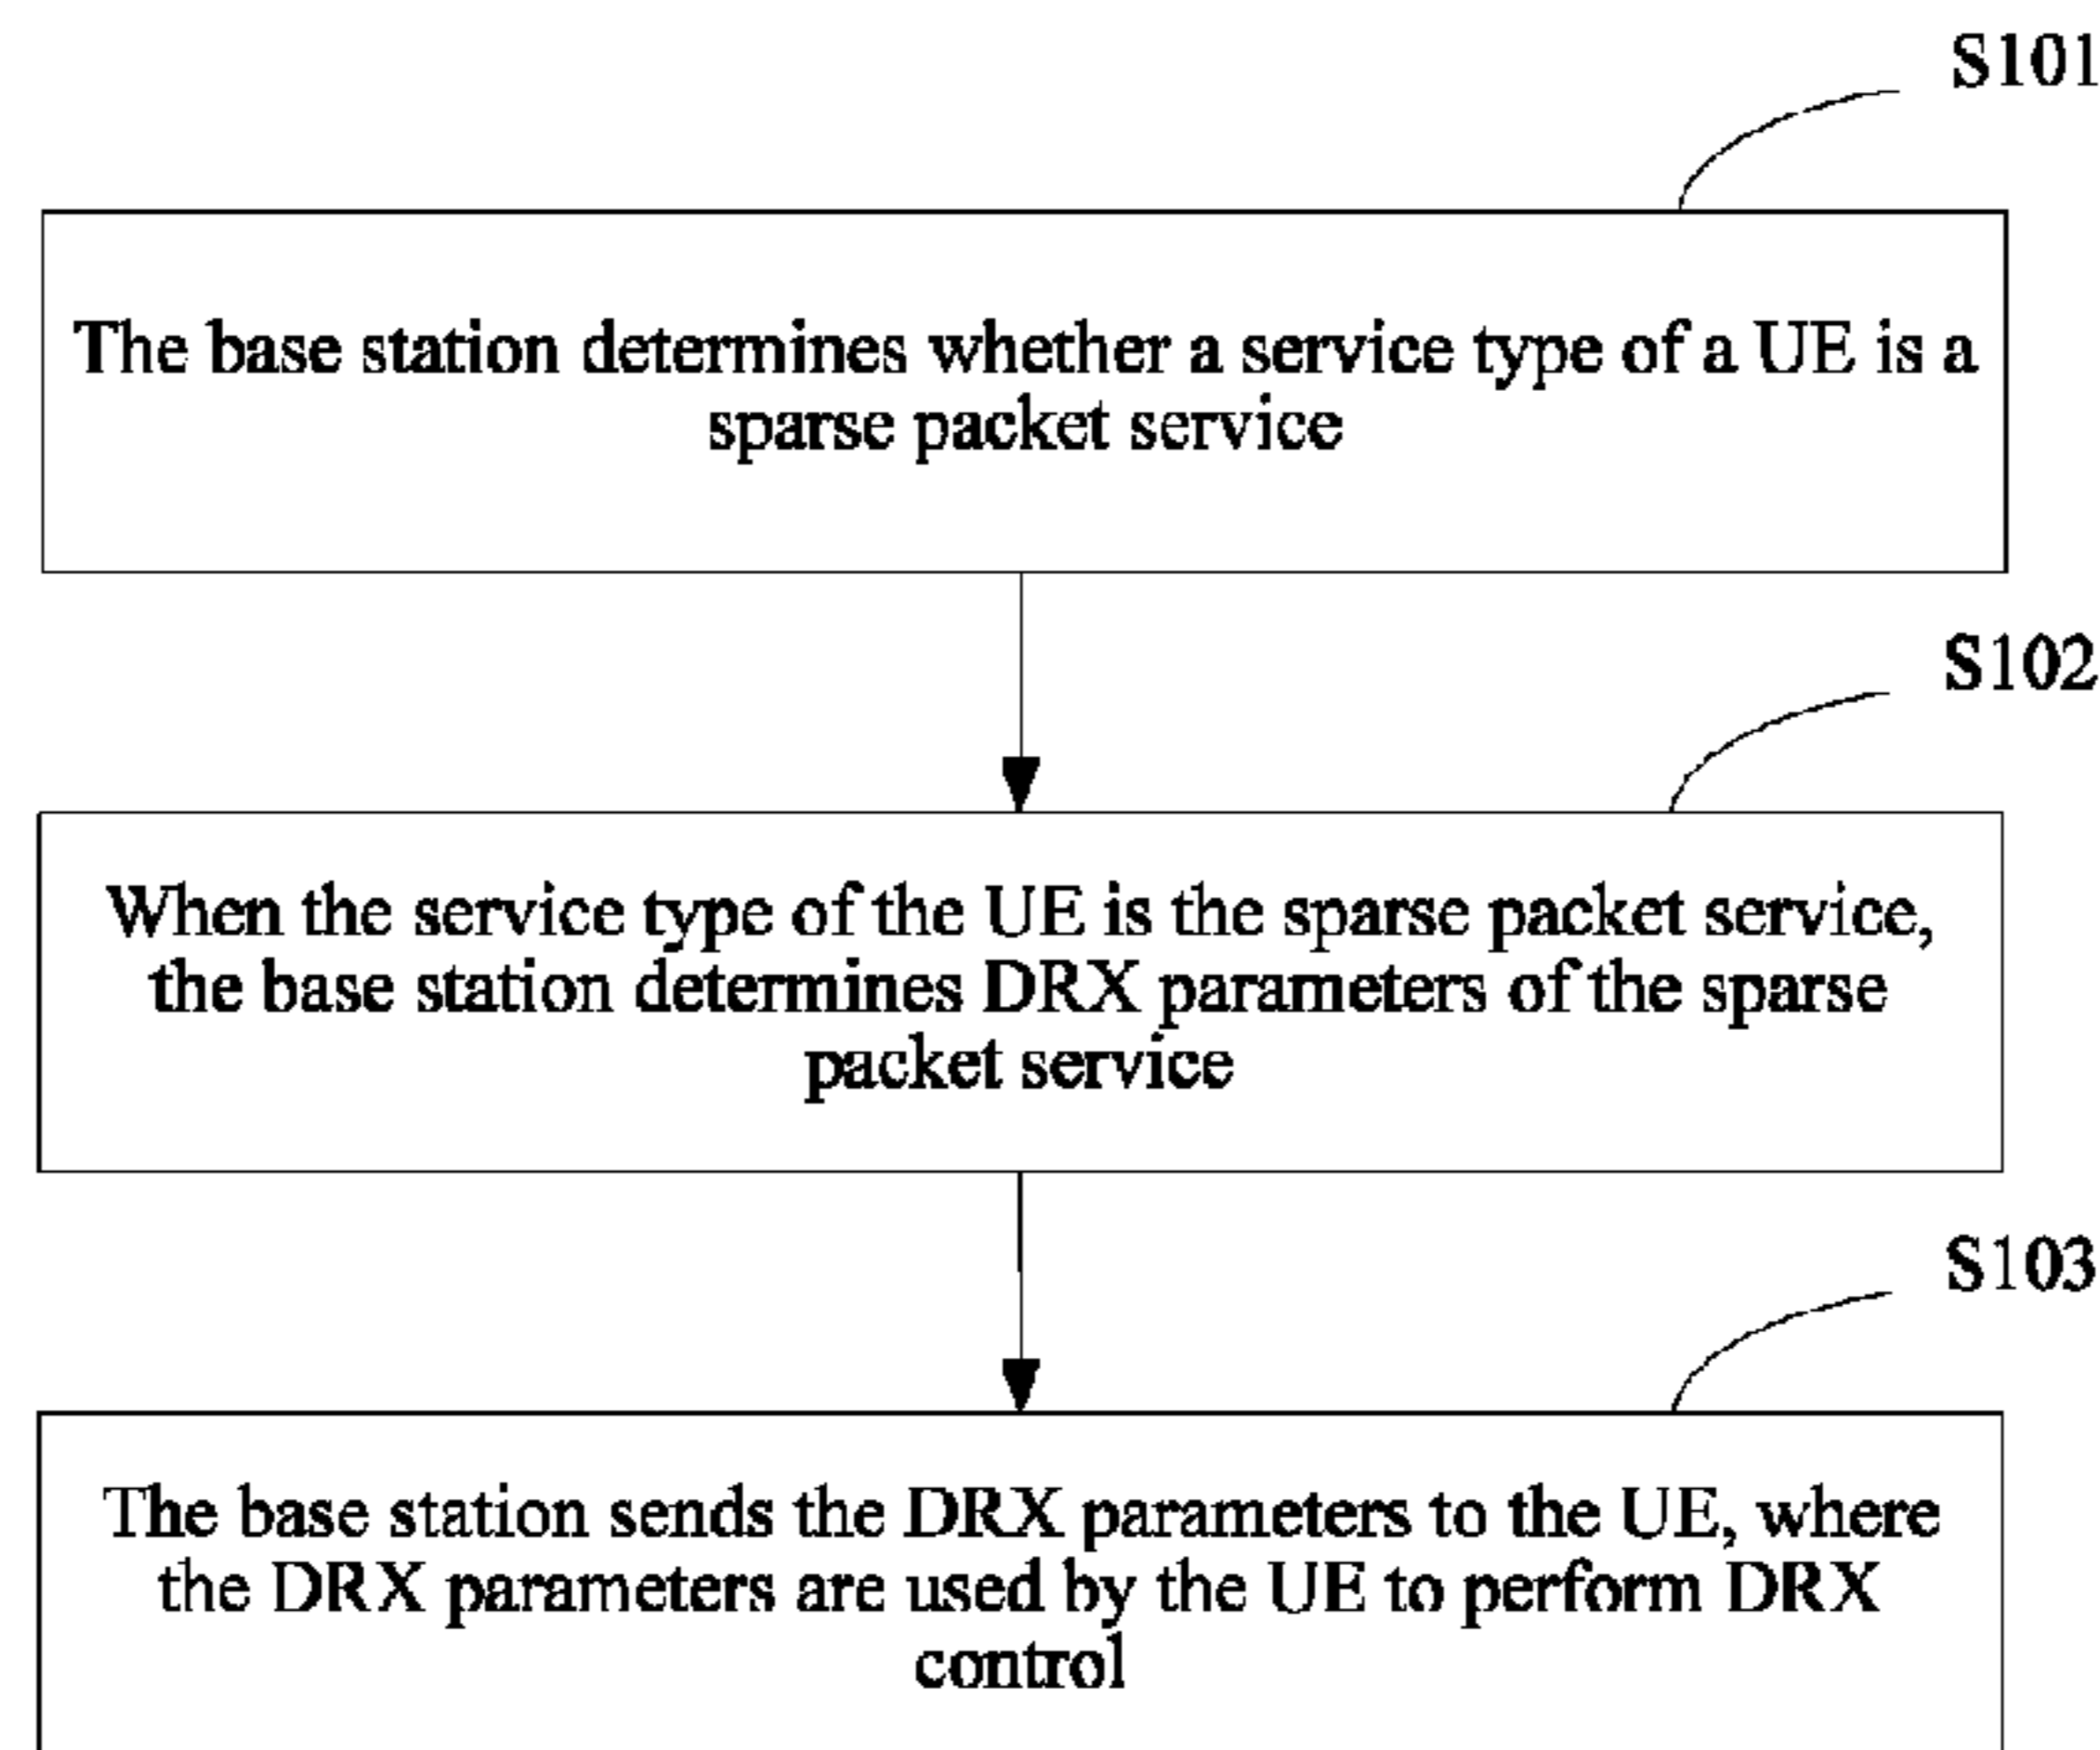 S101
The base station determines whether a service type of a UE is a
sparse packet service
S102
When the service type of the UE is the sparse packet service,
the base station determines DRX parameters of the sparse
packet service
S103
The base station sends the DRX parameters to the UE, where
the DRX parameters are used by the UE to perform DRX
control